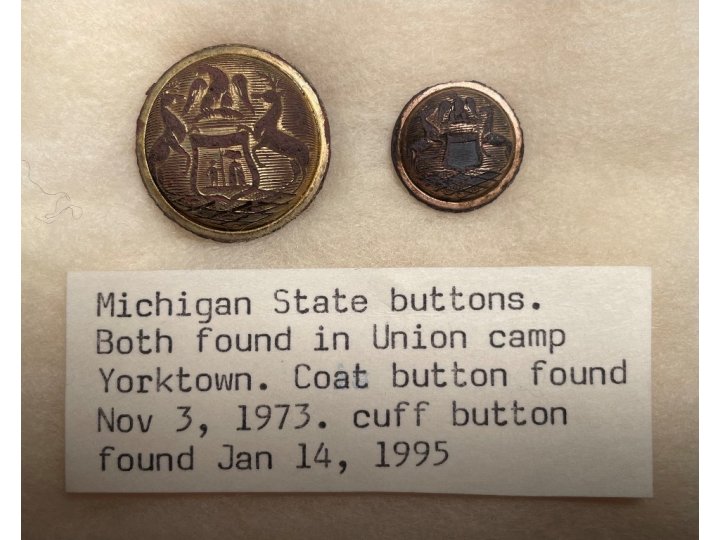 Michigan State buttons.
Both found in Union camp
Yorktown. Coat button found
Nov 3, 1973. cuff button
found Jan 14, 1995